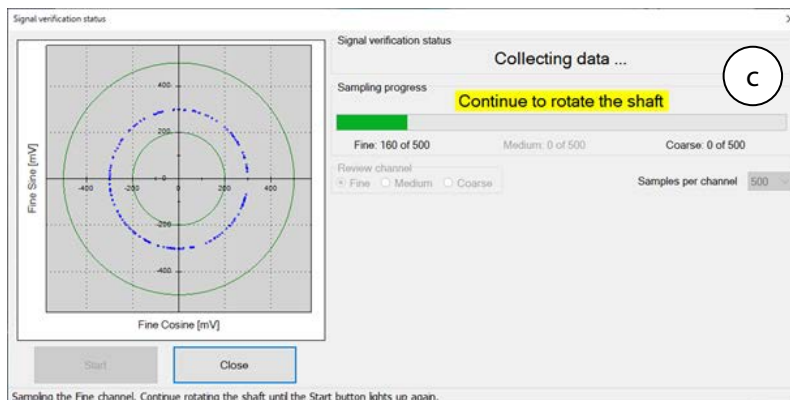 Signal verification status
Signal verification status
Collecting data ...
C
Sampling progress
Continue to rotate the shaft
Fine: 160 of 500 Medium: 0 of 500 Coarse: 0 of 500
Review channel
Fine Medium Coarse
Samples per channel 500
Fine Sine [mV]
400
200
-400 -200 0 200 400
-200
-400
Fine Cosine [mV]
Start Close
Sampling the Fine channel. Continue rotating the shaft until the Start button lights up again.